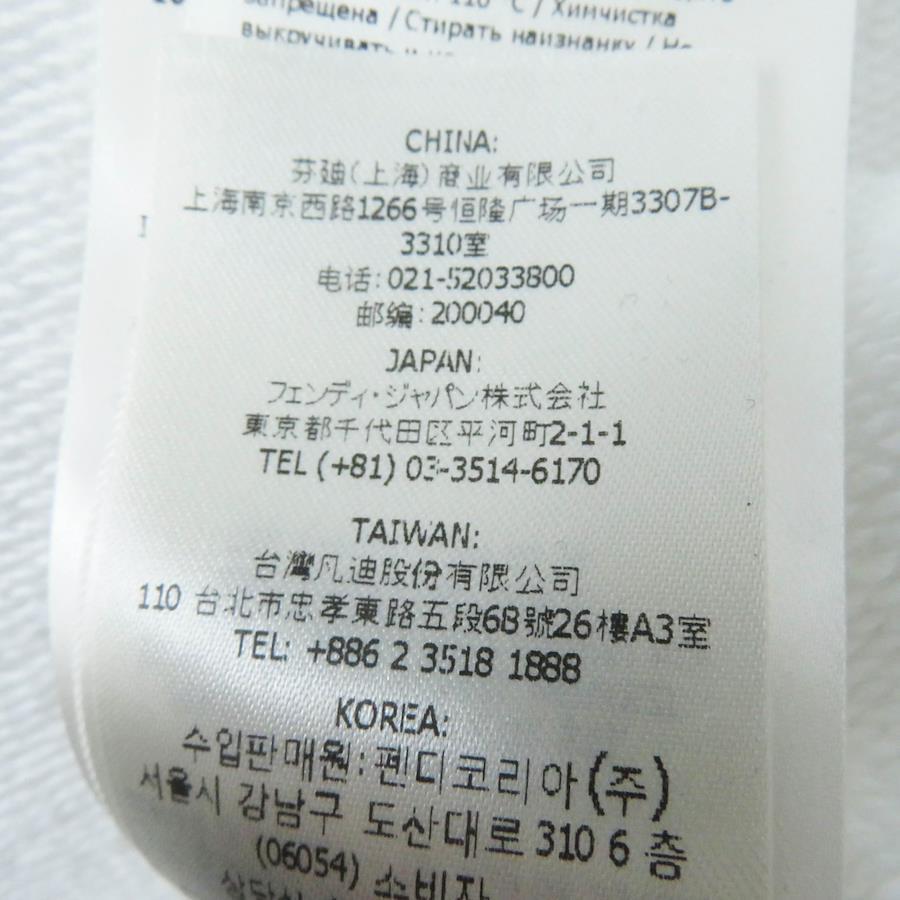 110 °C / Химчистка
запрещена / Стирать наизнанку / Не
выкручивать и
CHINA:
芬迪(上海)商业有限公司
上海南京西路1266号恒隆广场一期3307B-
3310室
电话:021-52033800
邮编:200040
JAPAN:
フェンディ・ジャパン株式会社
東京都千代田区平河町2-1-1
TEL (+81) 03-3514-6170
TAIWAN:
台灣凡迪股份有限公司
110 台北市忠孝東路五段68號26樓A3室
TEL: +886 2 3518 1888
KOREA:
수입판매원: 펜디코리아(주)
서울시 강남구 도산대로 310 6 층
(06054) 소비자